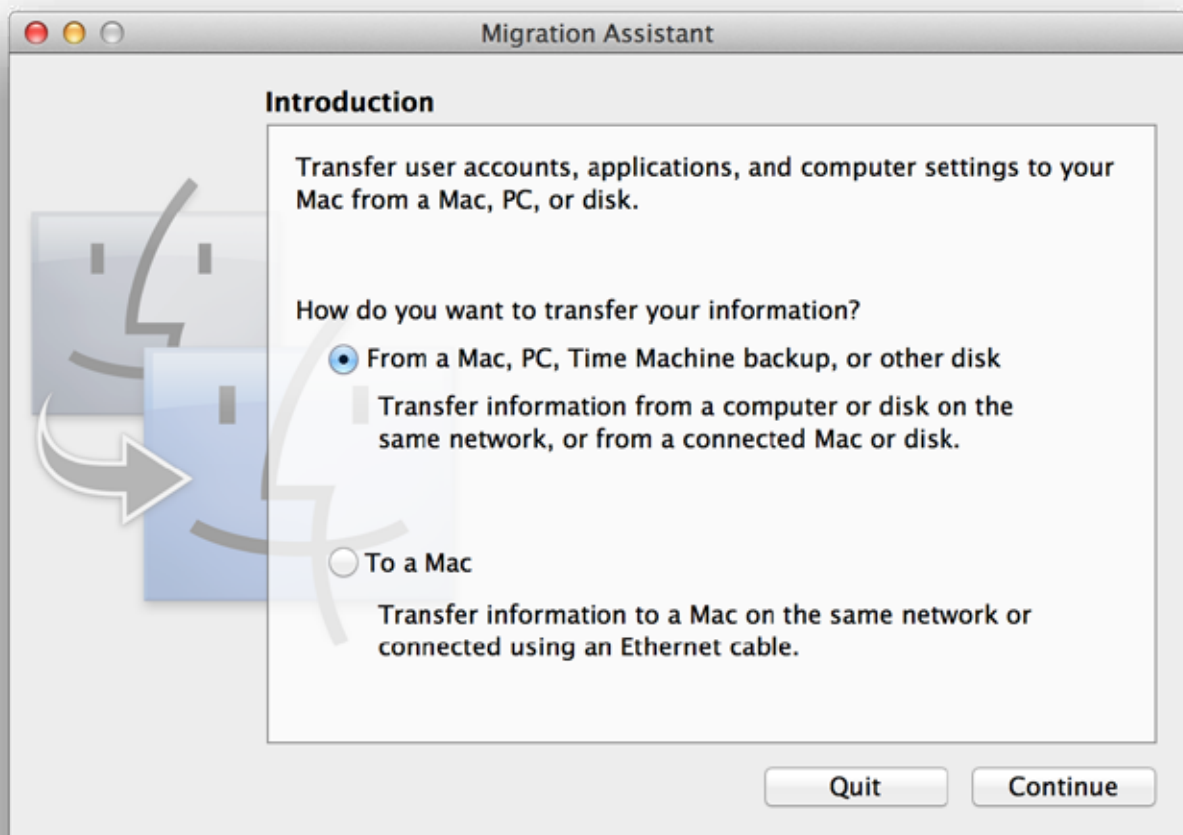 Migration Assistant
Introduction
Transfer user accounts, applications, and computer settings to your
Mac from a Mac, PC, or disk.
How do you want to transfer your information?
From a Mac, PC, Time Machine backup, or other disk
Transfer information from a computer or disk on the
same network, or from a connected Mac or disk.
To a Mac
Transfer information to a Mac on the same network or
connected using an Ethernet cable.
Quit Continue